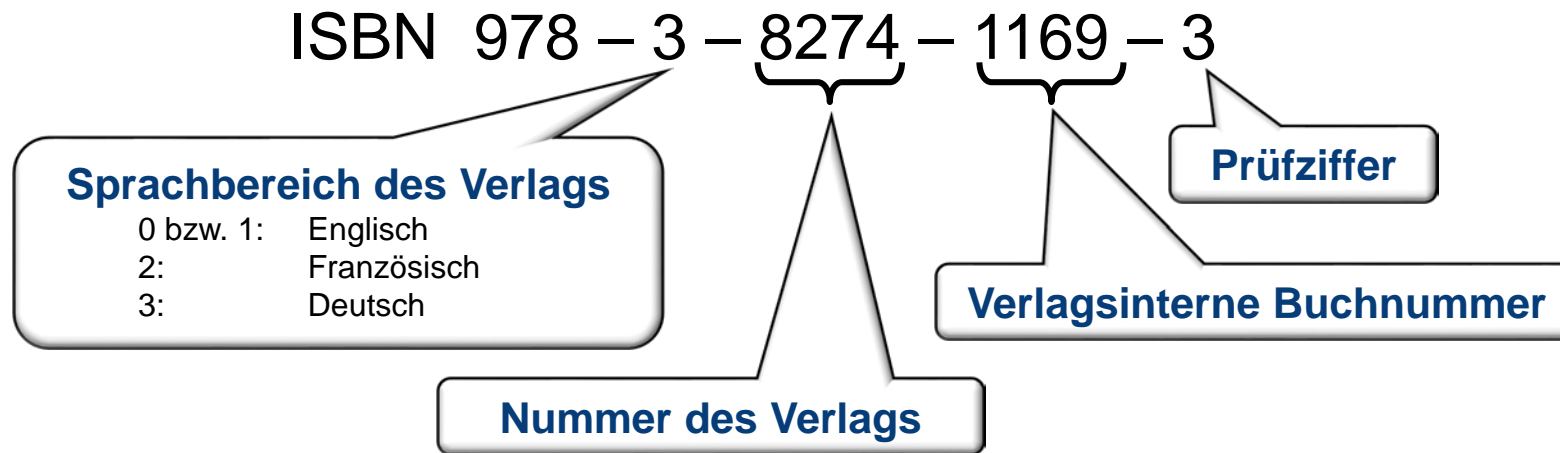 ISBN 978 – 3 – 8274 – 1169 – 3
Sprachbereich des Verlags
0 bzw. 1: Englisch
2: Französisch
3: Deutsch
Prüfziffer
Verlagsinterne Buchnummer
Nummer des Verlags